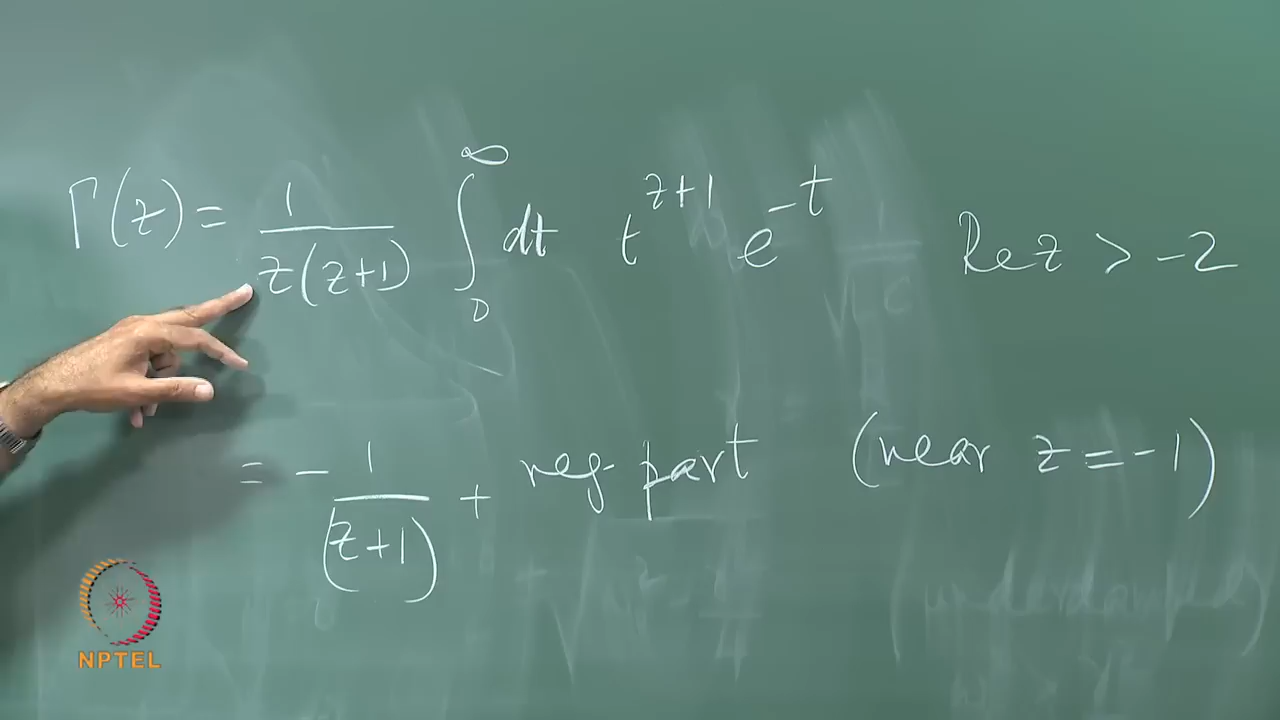 Γ(z) = 1/z(z+1) ∫₀^∞ dt t^{z+1} e^{-t} Re z > -2
= - 1/(z+1) + reg. part (near z = -1)
NPTEL